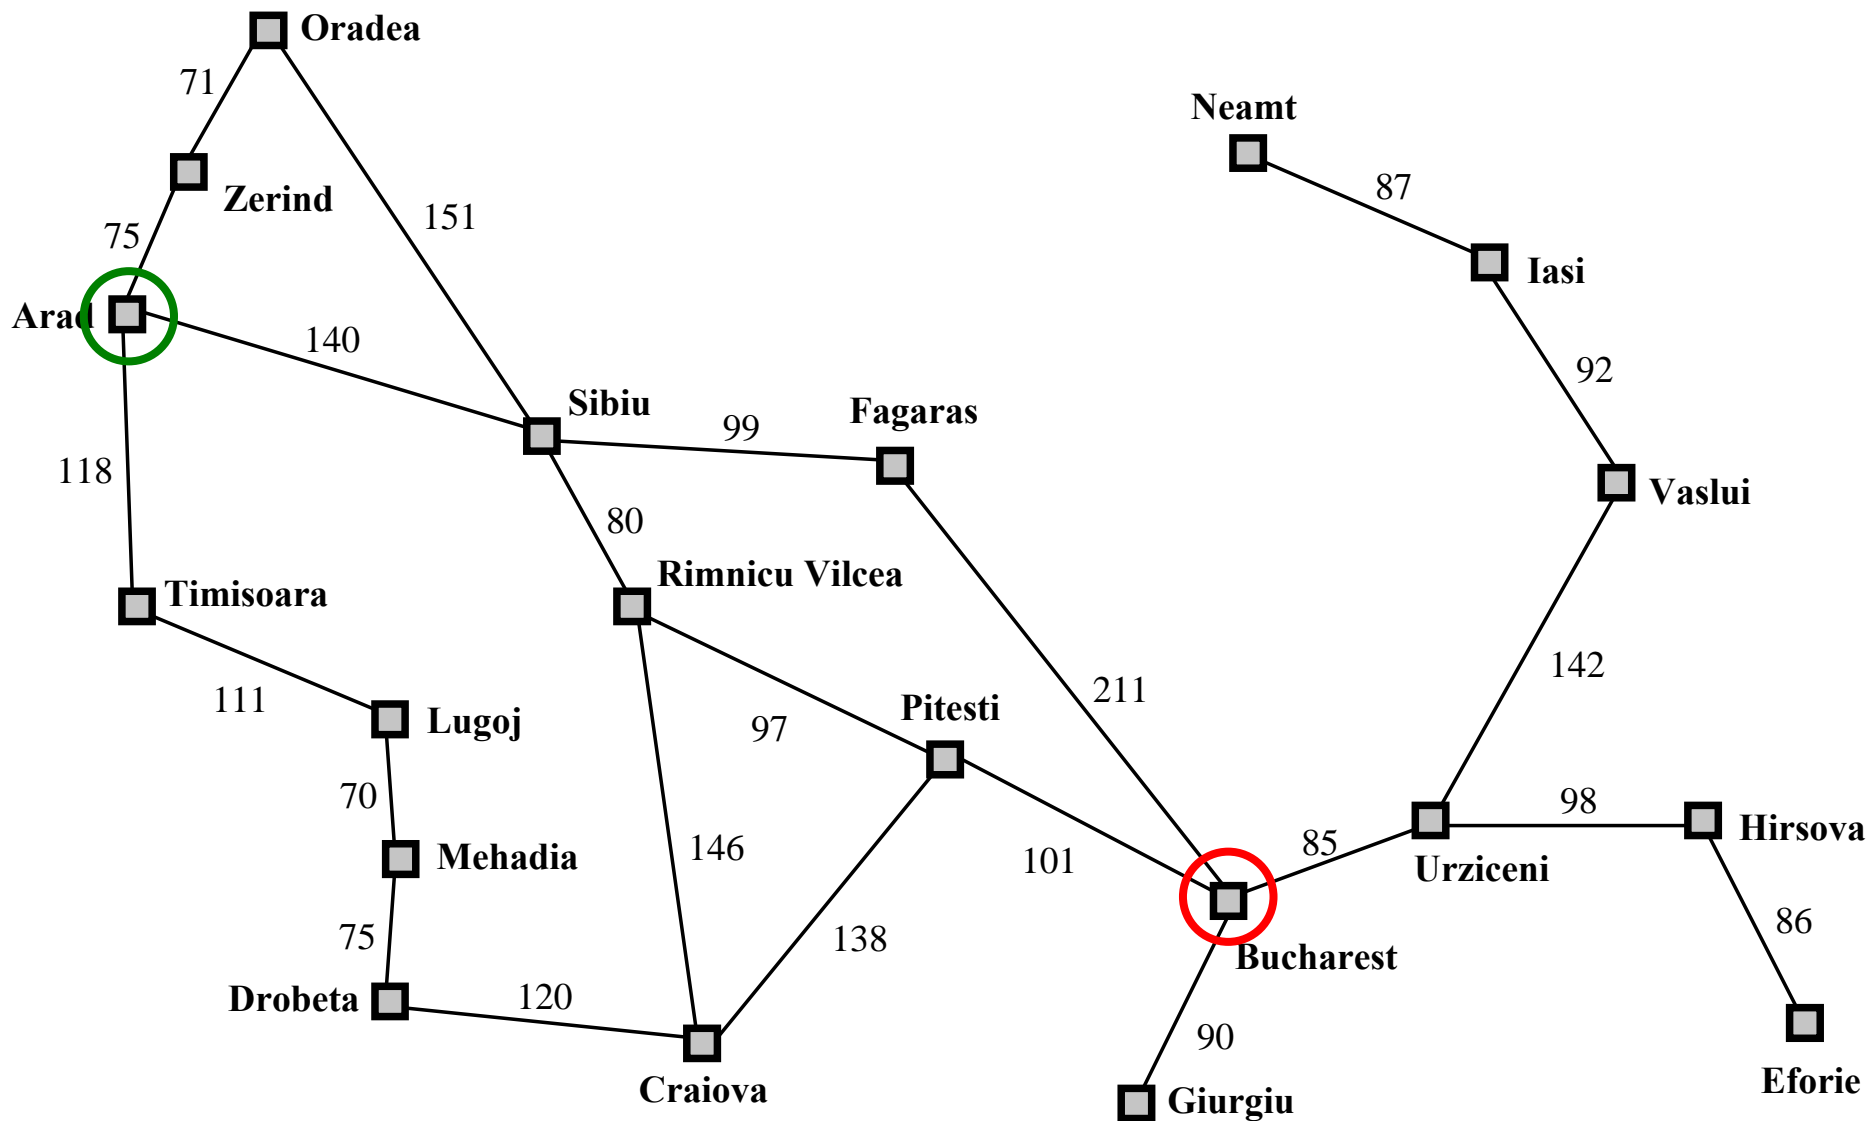 Oradea
71
Neamt
87
Zerind
151
75
Iasi
Arad
140
92
Sibiu
Fagaras
99
118
Vaslui
80
Rimnicu Vilcea
Timisoara
142
211
111
Lugoj
Pitesti
97
70
98
Hirsova
85
146
101
Mehadia
Urziceni
86
75
138
Bucharest
Drobeta
120
90
Craiova
Giurgiu
Eforie